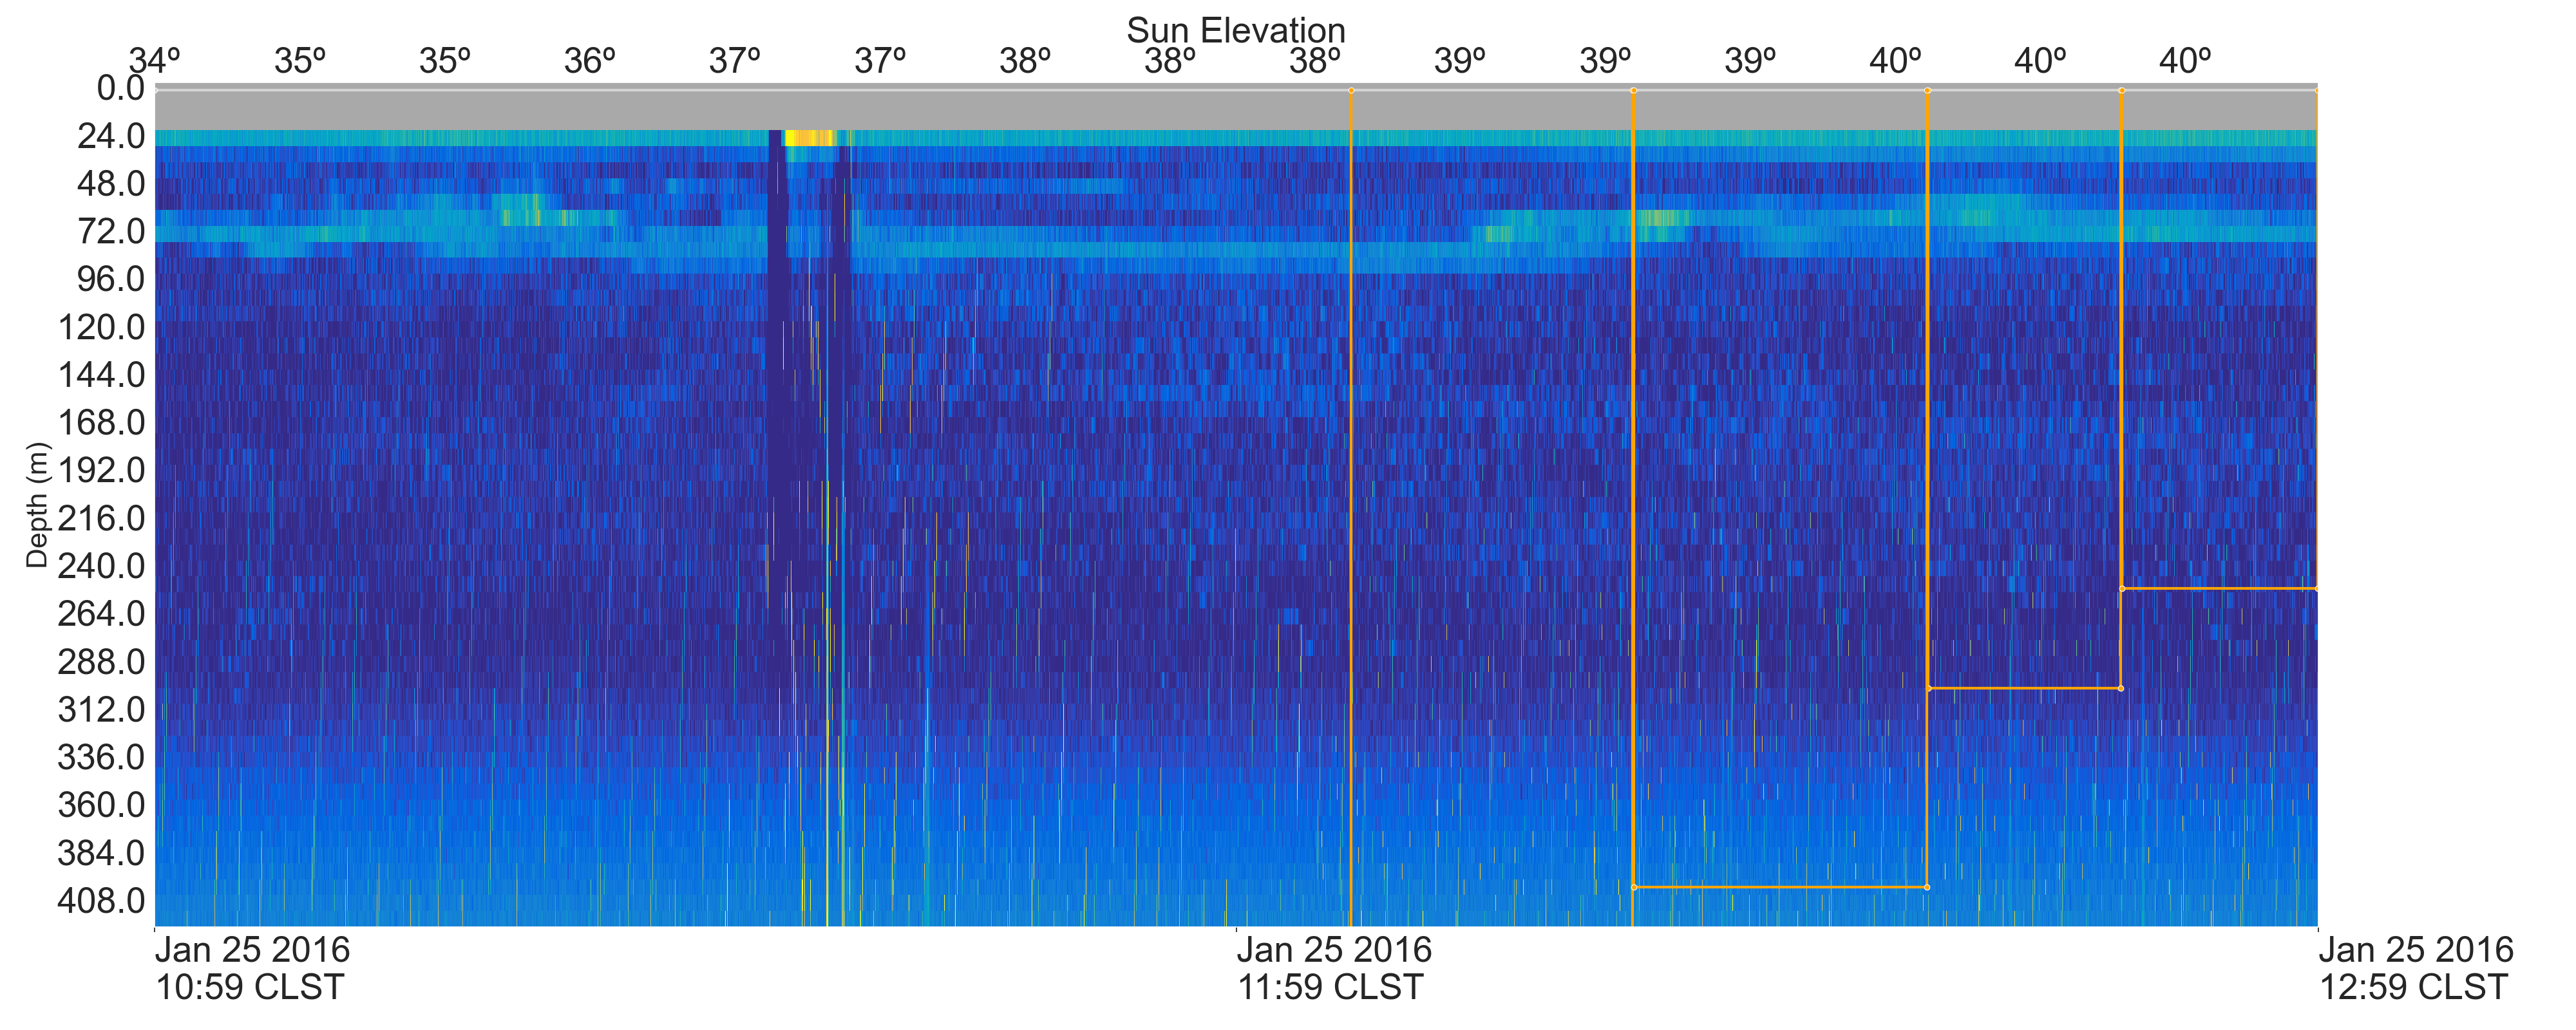 Sun Elevation
34º 35º 35º 36º 37º 37º 38º 38º 38º 39º 39º 39º 40º 40º 40º
0.0
24.0
48.0
72.0
96.0
120.0
144.0
168.0
192.0
216.0
240.0
264.0
288.0
312.0
336.0
360.0
384.0
408.0
Depth (m)
Jan 25 2016
10:59 CLST
Jan 25 2016
11:59 CLST
Jan 25 2016
12:59 CLST